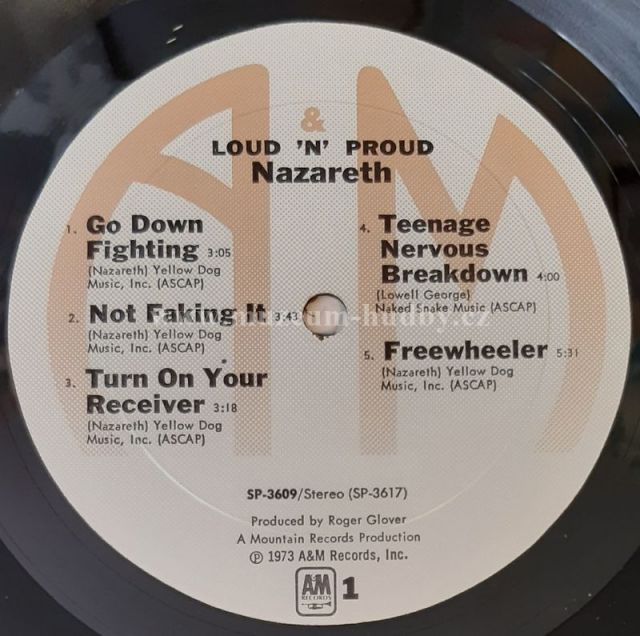 &
LOUD 'N' PROUD
Nazareth
1. Go Down
Fighting 3:05
(Nazareth) Yellow Dog
Music, Inc. (ASCAP)
2. Not Faking It 3:43
(Nazareth) Yellow Dog
Music, Inc. (ASCAP)
3. Turn On Your
Receiver 3:18
(Nazareth) Yellow Dog
Music, Inc. (ASCAP)
4. Teenage
Nervous
Breakdown 4:00
(Lowell George)
Naked Snake Music (ASCAP)
5. Freewheeler 5:31
(Nazareth) Yellow Dog
Music, Inc. (ASCAP)
SP-3609/Stereo (SP-3617)
Produced by Roger Glover
A Mountain Records Production
℗ 1973 A&M Records, Inc.
A&M
RECORDS
1